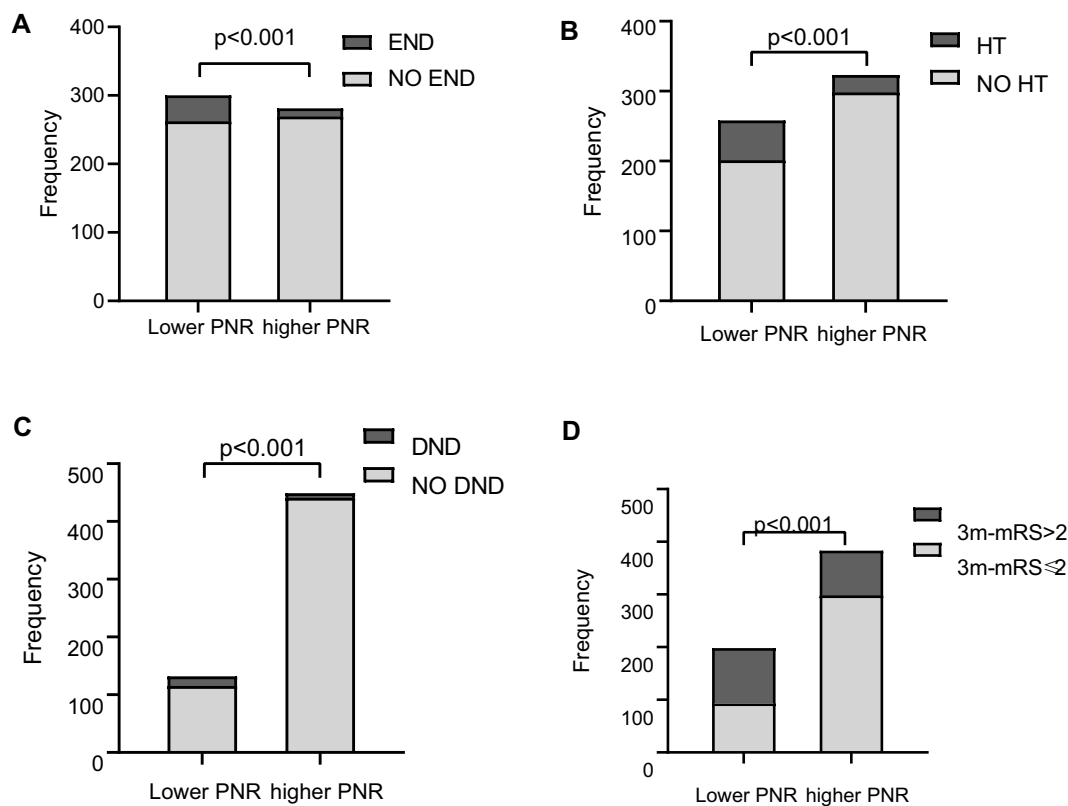 A
400
300
200
100
0
Frequency
p<0.001
END
NO END
Lower PNR higher PNR
B
400
300
200
100
0
Frequency
p<0.001
HT
NO HT
Lower PNR higher PNR
C
500
400
300
200
100
0
Frequency
p<0.001
DND
NO DND
Lower PNR higher PNR
D
500
400
300
200
100
0
Frequency
p<0.001
3m-mRS>2
3m-mRS≤2
Lower PNR higher PNR